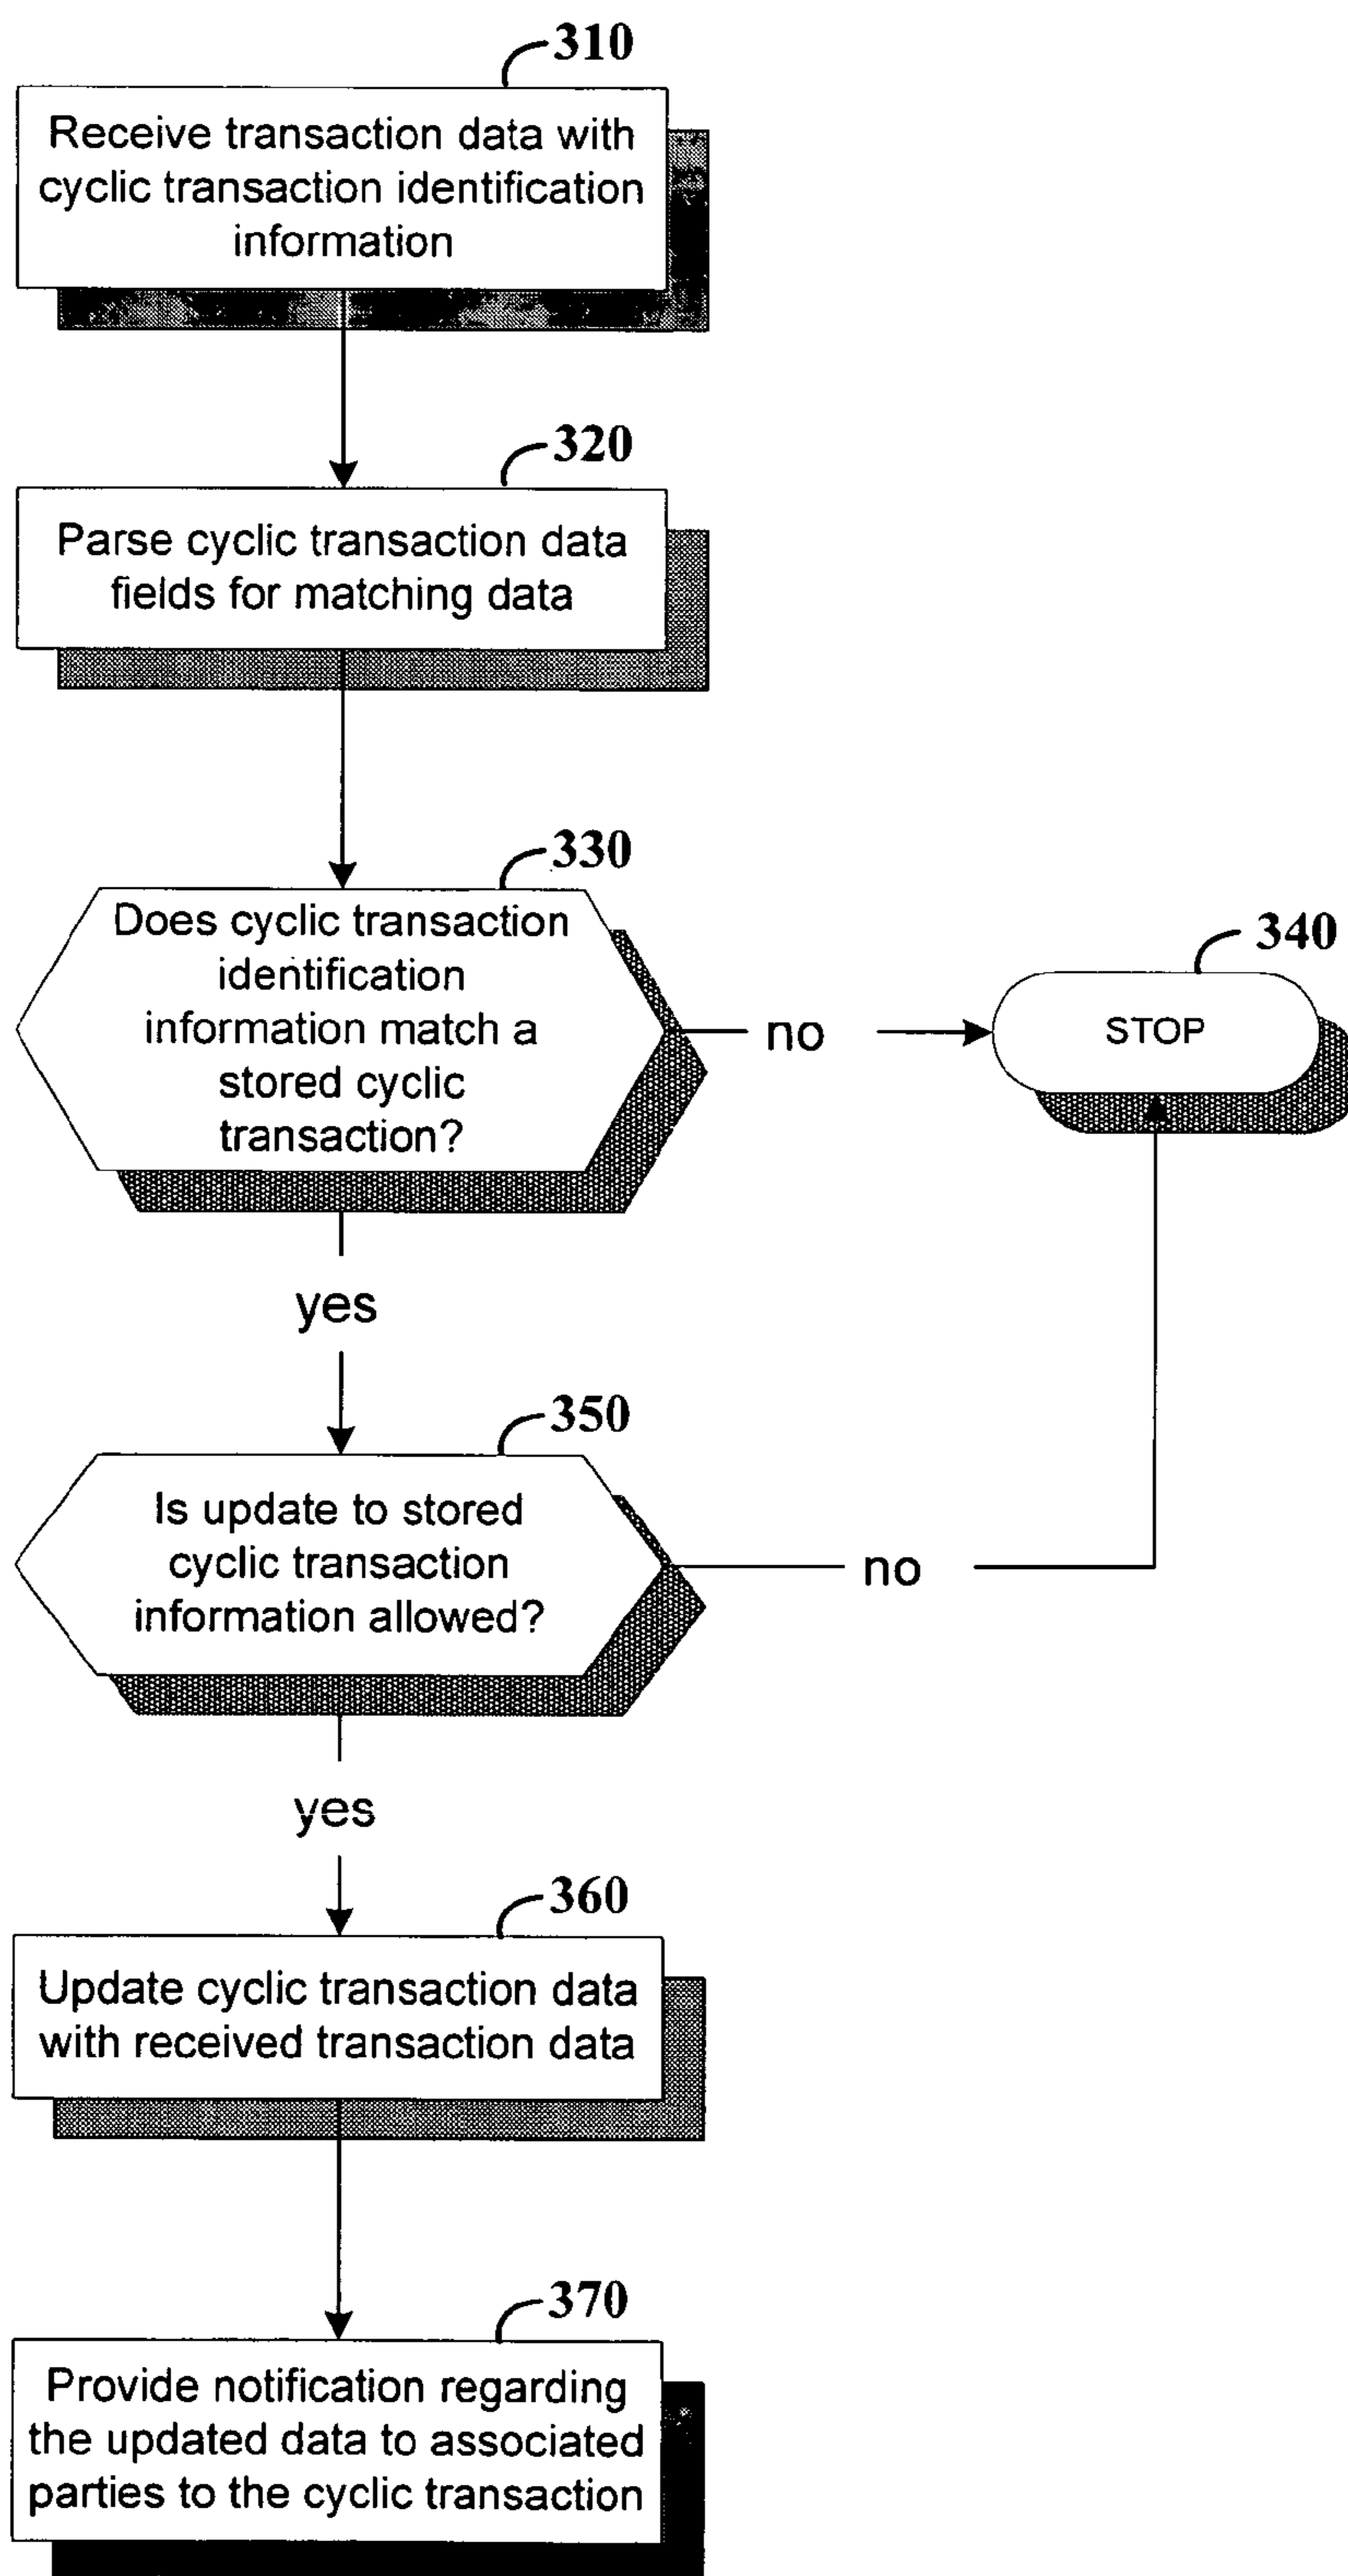 310
Receive transaction data with
cyclic transaction identification
information
320
Parse cyclic transaction data
fields for matching data
330
Does cyclic transaction
identification
information match a
stored cyclic
transaction?
no
340
STOP
yes
350
Is update to stored
cyclic transaction
information allowed?
no
yes
360
Update cyclic transaction data
with received transaction data
370
Provide notification regarding
the updated data to associated
parties to the cyclic transaction